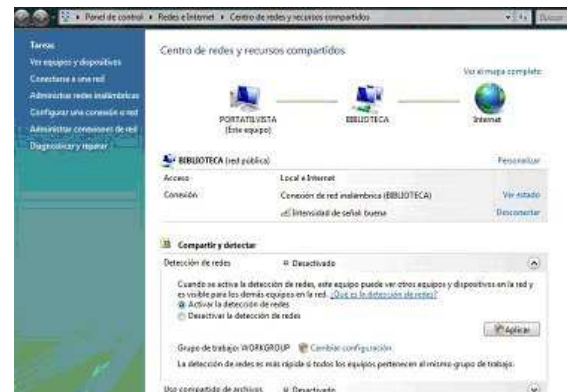 Panel de control ▸ Redes e Internet ▸ Centro de redes y recursos compartidos
Buscar
Tareas
Ver equipos y dispositivos
Conectarse a una red
Administrar redes inalámbricas
Configurar una conexión o red
Administrar conexiones de red
Diagnosticar y reparar
Centro de redes y recursos compartidos
Ver el mapa completo
PORTATILVISTA
(Este equipo)
BIBLIOTECA
Internet
BIBLIOTECA (red pública)
Personalizar
Acceso
Local e Internet
Conexión
Conexión de red inalámbrica (BIBLIOTECA)
Ver estado
Intensidad de señal: buena
Desconectar
Compartir y detectar
Detección de redes
Desactivado
Cuando se activa la detección de redes, este equipo puede ver otros equipos y dispositivos en la red y
es visible para los demás equipos en la red. ¿Qué es la detección de redes?
Activar la detección de redes
Desactivar la detección de redes
Aplicar
Grupo de trabajo: WORKGROUP
Cambiar configuración
La detección de redes es más rápida si todos los equipos pertenecen al mismo grupo de trabajo.
Uso compartido de archivos
Desactivado